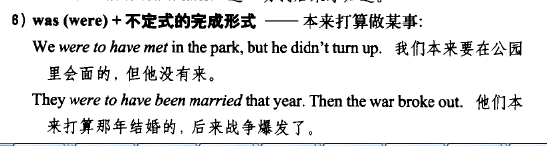 6) was (were) + 不定式的完成形式 —— 本来打算做某事:
We were to have met in the park, but he didn't turn up. 我们本来要在公园
里会面的, 但他没有来。
They were to have been married that year. Then the war broke out. 他们本
来打算那年结婚的, 后来战争爆发了。